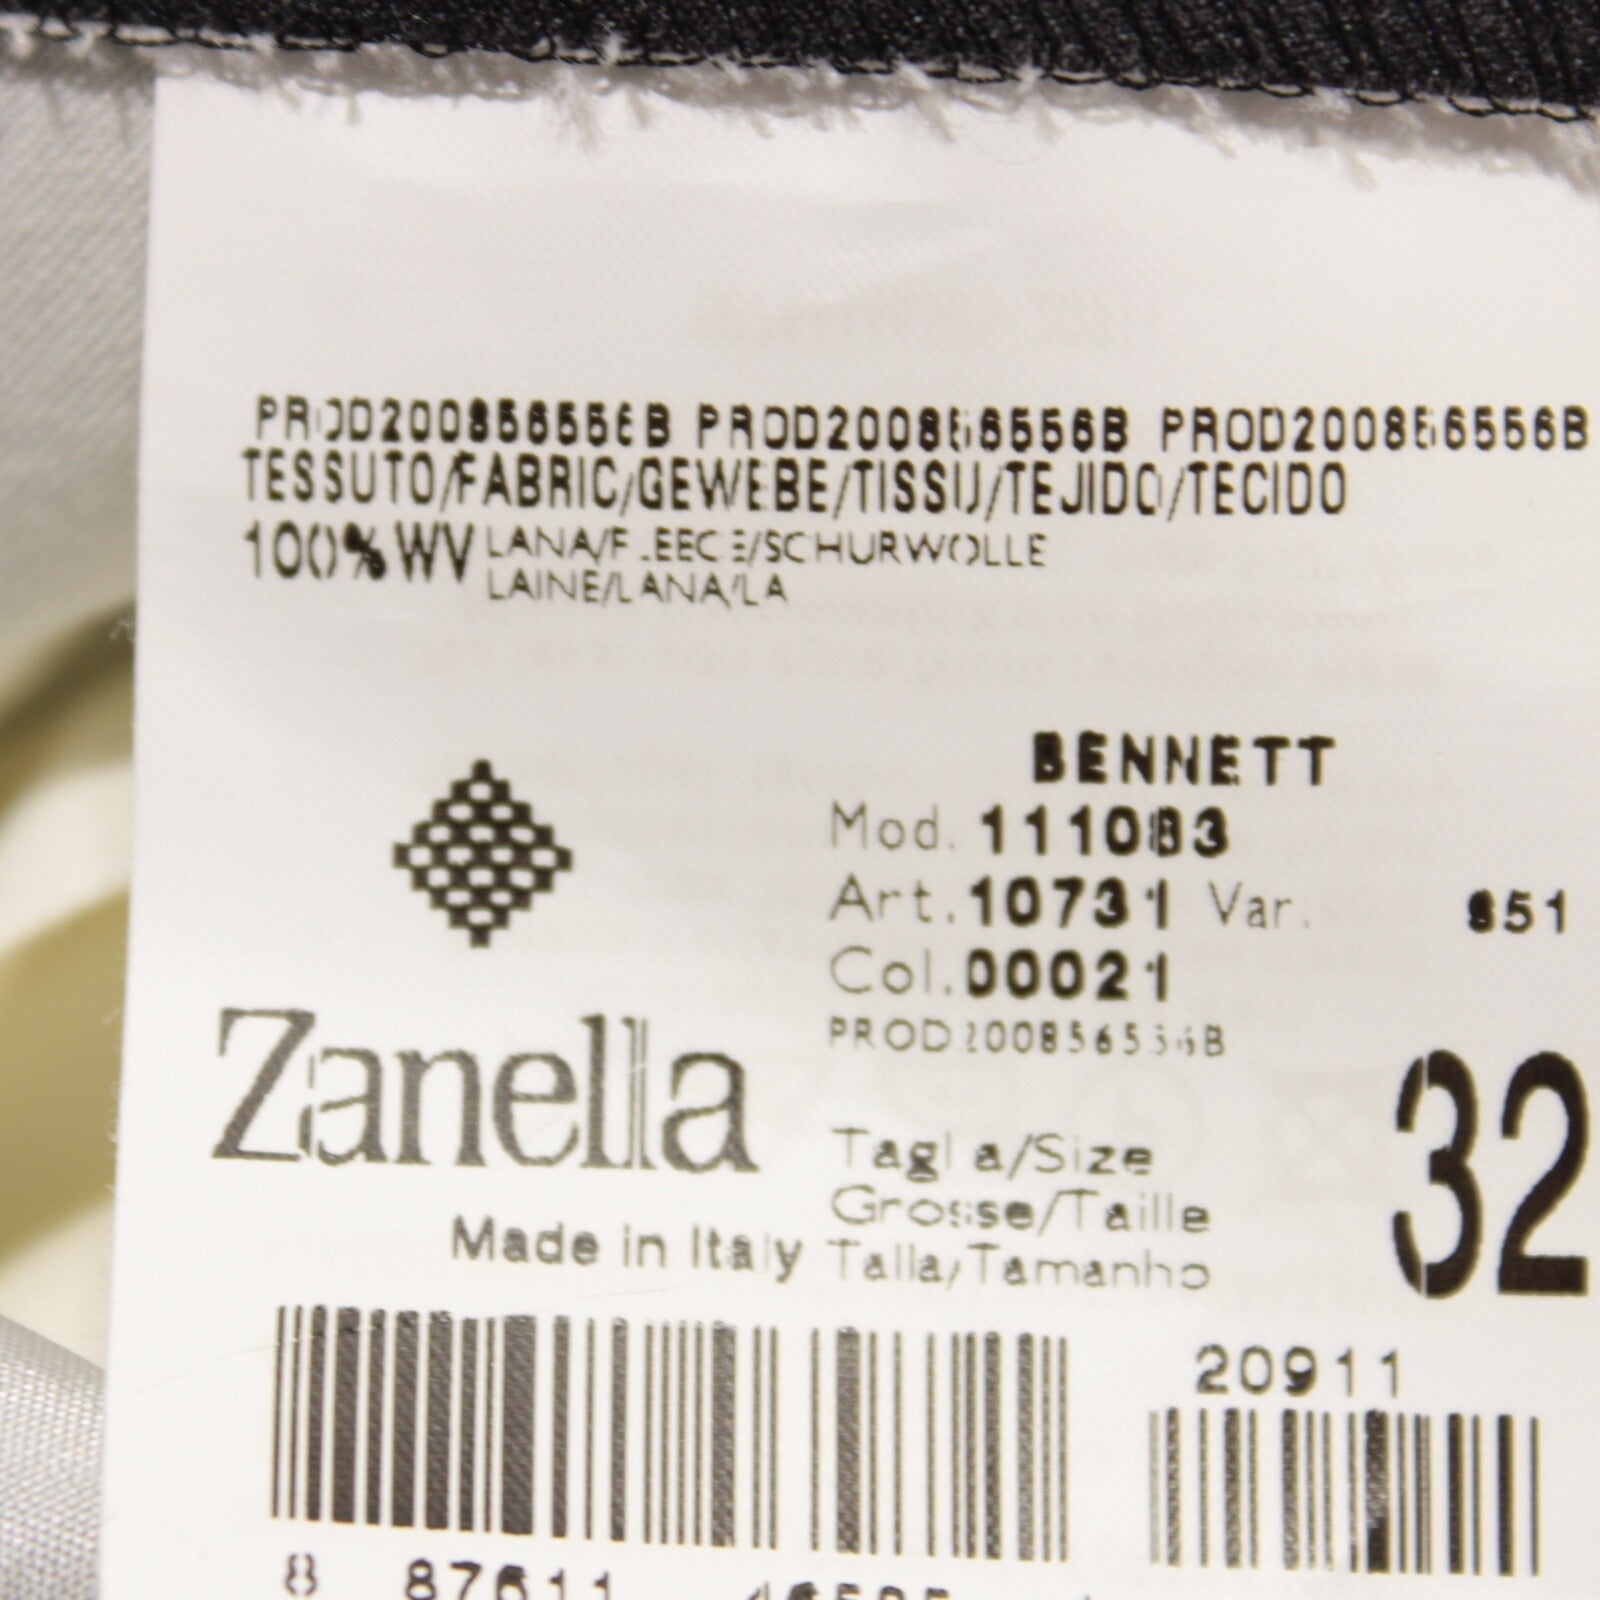 PROD200856556B PROD200856556B PROD200856556B
TESSUTO/FABRIC/GEWEBE/TISSU/TEJIDO/TECIDO
100% WV LANA/FLEECE/SCHURWOLLE
LAINE/LANA/LA
BENNETT
Mod. 111083
Art. 10731 Var. 851
Col. 00021
PROD200856556B
Zanella
Made in Italy
Taglia/Size
Grosse/Taille
Talla/Tamanho
32
20911
8 87611